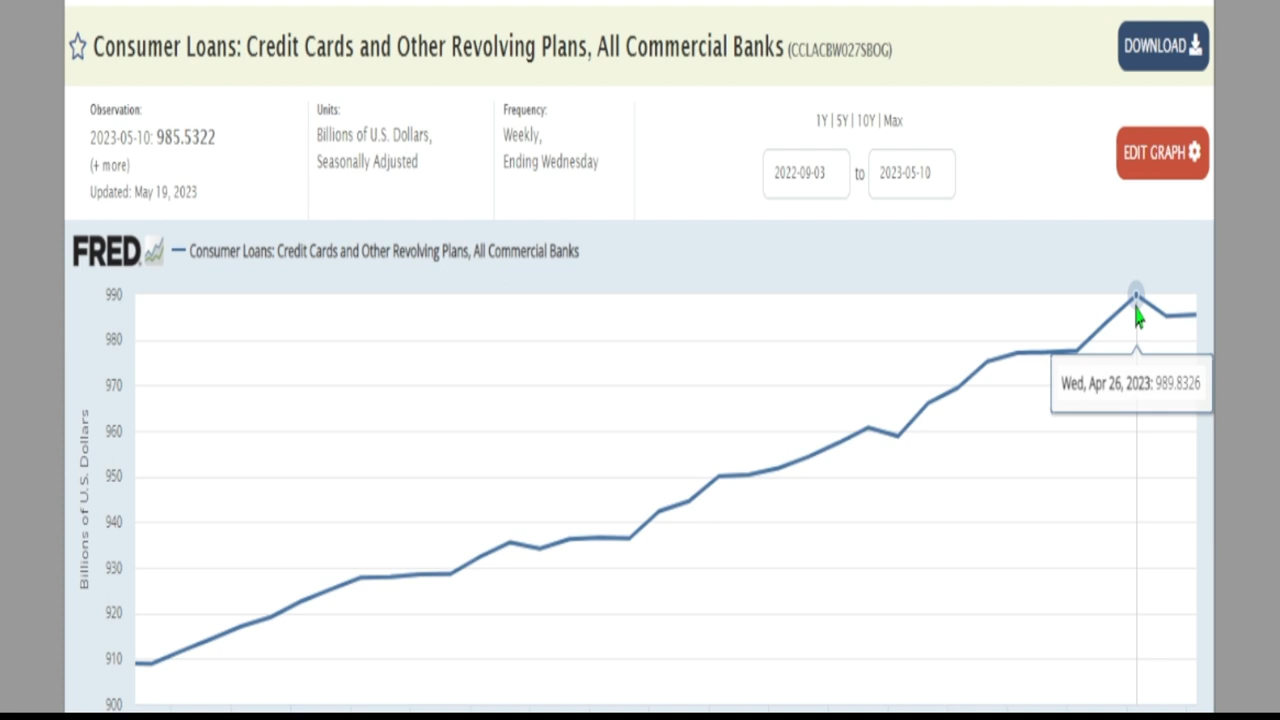 Consumer Loans: Credit Cards and Other Revolving Plans, All Commercial Banks (CCLACBW027SBOG)
DOWNLOAD
Observation:
2023-05-10: 985.5322
(+ more)
Updated: May 19, 2023
Units:
Billions of U.S. Dollars,
Seasonally Adjusted
Frequency:
Weekly,
Ending Wednesday
1Y | 5Y | 10Y | Max
2022-09-03 to 2023-05-10
EDIT GRAPH
FRED
Consumer Loans: Credit Cards and Other Revolving Plans, All Commercial Banks
Billions of U.S. Dollars
990
980
970
960
950
940
930
920
910
900
Wed, Apr 26, 2023: 989.8326